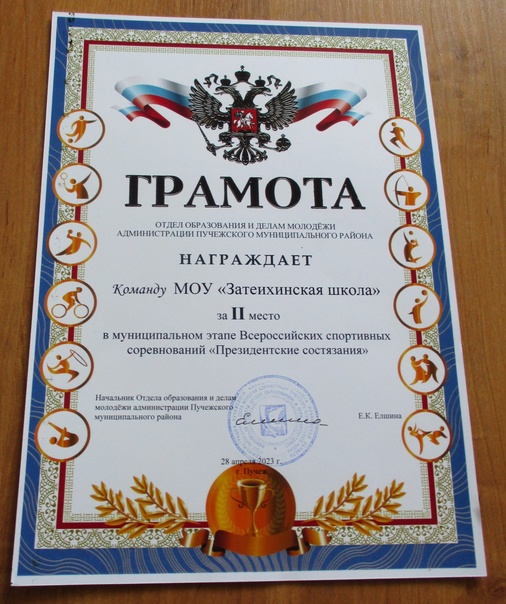 ГРАМОТА
ОТДЕЛ ОБРАЗОВАНИЯ И ДЕЛАМ МОЛОДЁЖИ
АДМИНИСТРАЦИИ ПУЧЕЖСКОГО МУНИЦИПАЛЬНОГО РАЙОНА
НАГРАЖДАЕТ
Команду МОУ «Затеихинская школа»
за II место
в муниципальном этапе Всероссийских спортивных
соревнований «Президентские состязания»
Начальник Отдела образования и делам
молодёжи администрации Пучежского
муниципального района
Е.К. Елшина
28 апреля 2023 г.
г. Пучеж